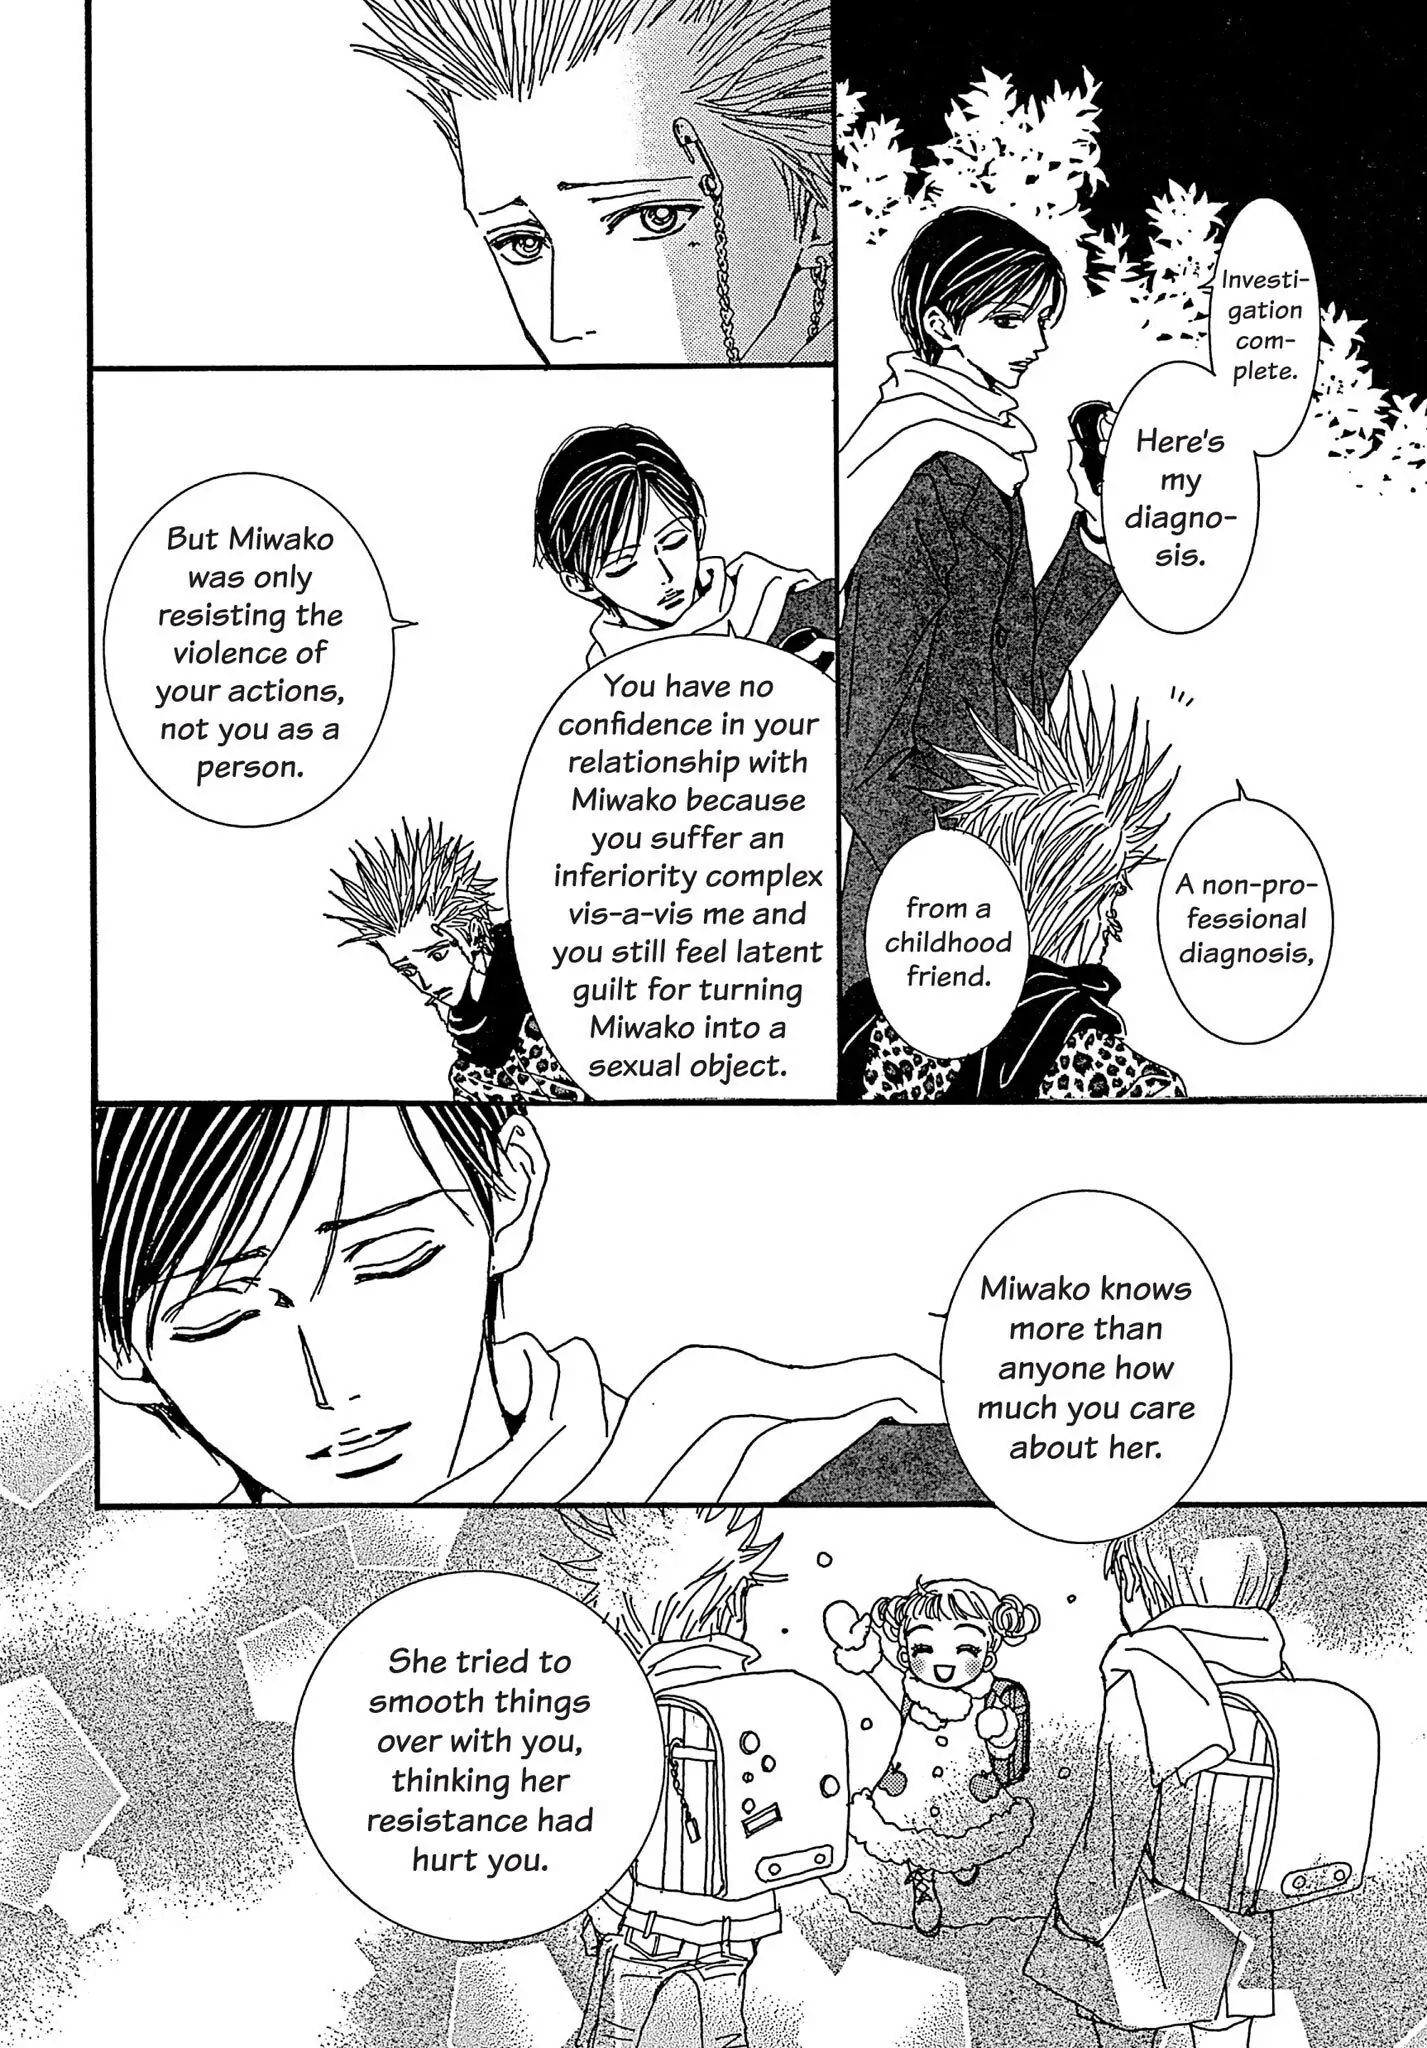 Investi-
gation
com-
plete.
Here's
my
diagno-
sis.
A non-pro-
fessional
diagnosis,
from a
childhood
friend.
You have no
confidence in your
relationship with
Miwako because
you suffer an
inferiority complex
vis-a-vis me and
you still feel latent
guilt for turning
Miwako into a
sexual object.
But Miwako
was only
resisting the
violence of
your actions,
not you as a
person.
Miwako knows
more than
anyone how
much you care
about her.
She tried to
smooth things
over with you,
thinking her
resistance had
hurt you.